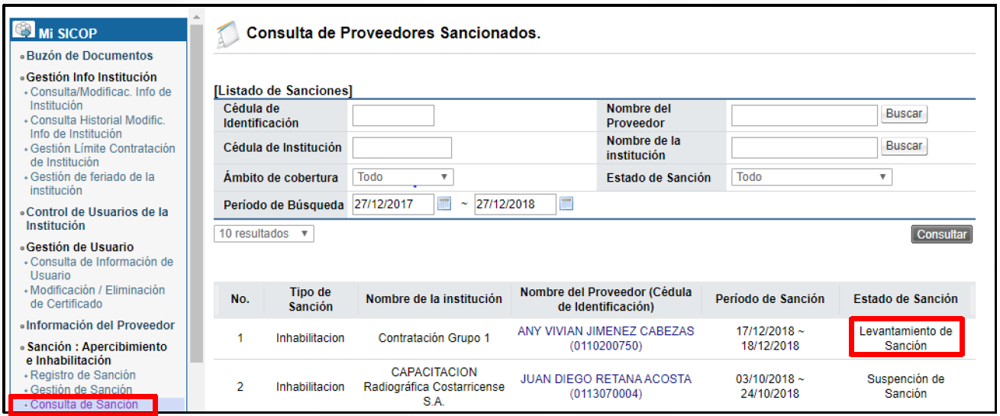 Mi SICOP
Buzón de Documentos
Gestión Info Institución
Consulta/Modificac. Info de
Institución
Consulta Historial Modific.
Info de Institución
Gestión Límite Contratación
de Institución
Gestión de feriado de la
institución
Control de Usuarios de la
Institución
Gestión de Usuario
Consulta de Información de
Usuario
Modificación / Eliminación
de Certificado
Información del Proveedor
Sanción : Apercibimiento
e Inhabilitación
Registro de Sanción
Gestión de Sanción
Consulta de Sanción
Consulta de Proveedores Sancionados.
[Listado de Sanciones]
Cédula de
Identificación
Nombre del
Proveedor
Buscar
Cédula de Institución
Nombre de la
institución
Buscar
Ámbito de cobertura
Todo
Estado de Sanción
Todo
Período de Búsqueda
27/12/2017 ~ 27/12/2018
10 resultados
Consultar
No.
Tipo de
Sanción
Nombre de la institución
Nombre del Proveedor (Cédula
de Identificación)
Período de Sanción
Estado de Sanción
1
Inhabilitacion
Contratación Grupo 1
ANY VIVIAN JIMENEZ CABEZAS
(0110200750)
17/12/2018 ~
18/12/2018
Levantamiento de
Sanción
2
Inhabilitacion
CAPACITACION
Radiográfica Costarricense
S.A.
JUAN DIEGO RETANA ACOSTA
(0113070004)
03/10/2018 ~
24/10/2018
Suspención de
Sanción